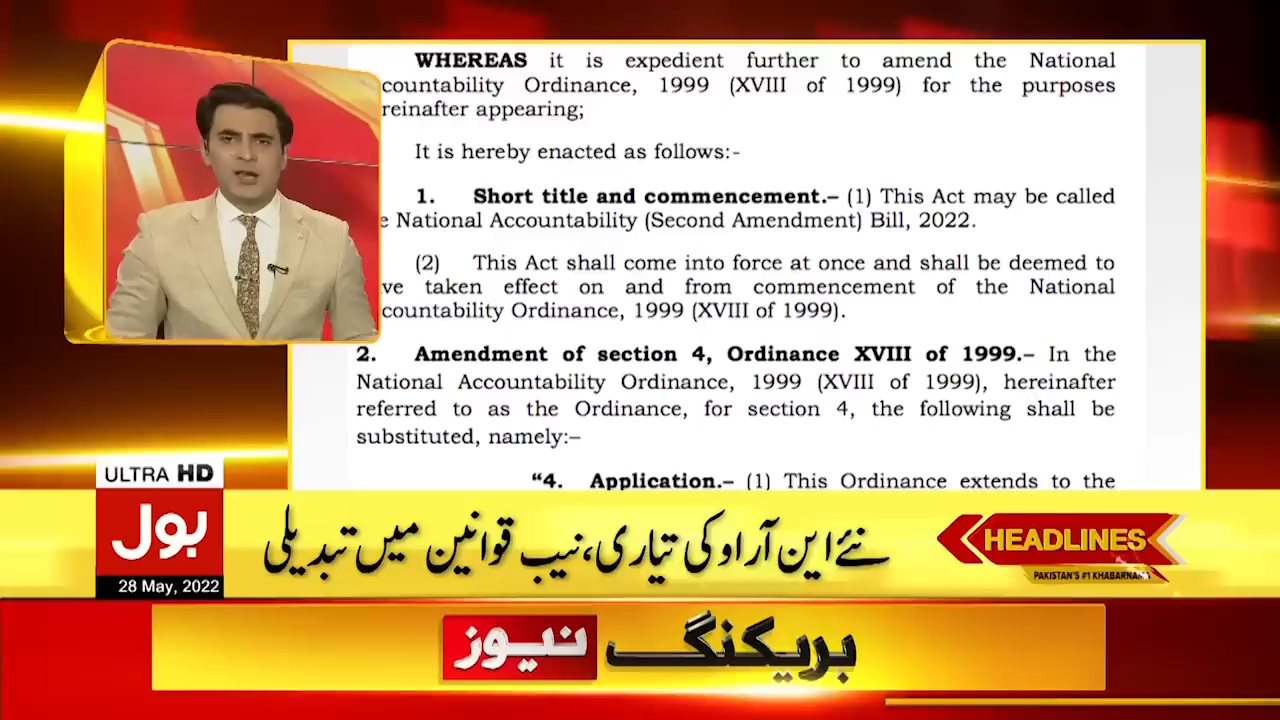 WHEREAS it is expedient further to amend the National
ccountability Ordinance, 1999 (XVIII of 1999) for the purposes
reinafter appearing;
It is hereby enacted as follows:-
1. Short title and commencement.– (1) This Act may be called
e National Accountability (Second Amendment) Bill, 2022.
(2) This Act shall come into force at once and shall be deemed to
ve taken effect on and from commencement of the National
ccountability Ordinance, 1999 (XVIII of 1999).
2. Amendment of section 4, Ordinance XVIII of 1999.– In the
National Accountability Ordinance, 1999 (XVIII of 1999), hereinafter
referred to as the Ordinance, for section 4, the following shall be
substituted, namely:–
“4. Application.– (1) This Ordinance extends to the
ULTRA HD
بول
28 May, 2022
نئے این آر او کی تیاری، نیب قوانین میں تبدیلی
HEADLINES
PAKISTAN'S #1 KHABARNAMA
بریکنگ نیوز